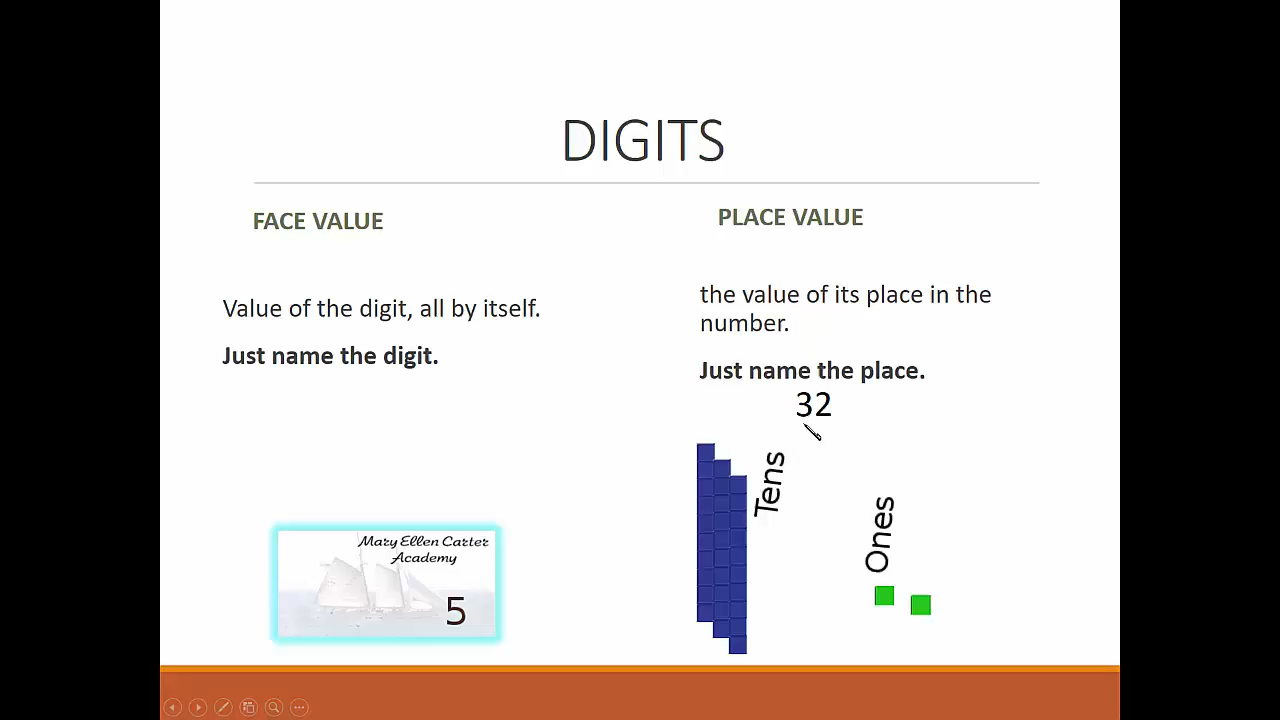 DIGITS
FACE VALUE
Value of the digit, all by itself.
Just name the digit.
Mary Ellen Carter
Academy
5
PLACE VALUE
the value of its place in the
number.
Just name the place.
32
Tens
Ones